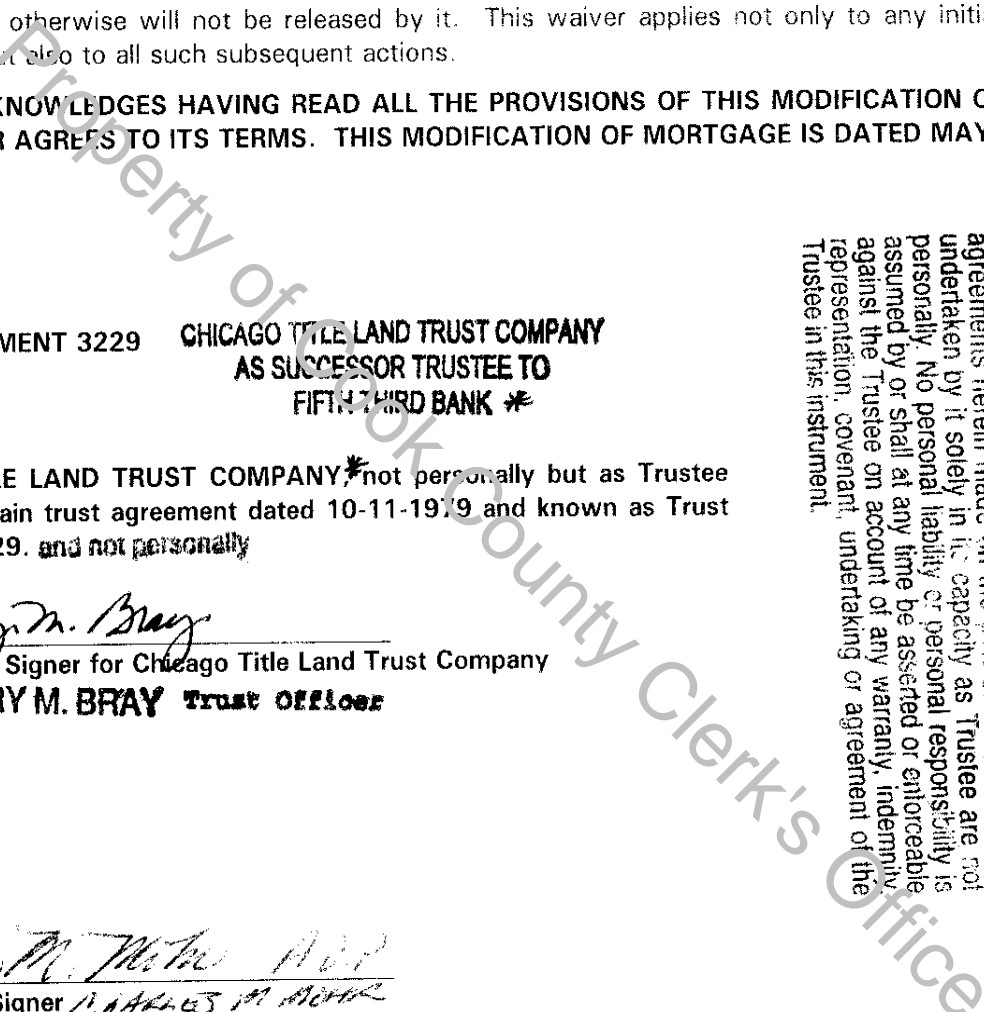 otherwise will not be released by it. This waiver applies not only to any initi
also to all such subsequent actions.
KNOWLEDGES HAVING READ ALL THE PROVISIONS OF THIS MODIFICATION O
R AGREES TO ITS TERMS. THIS MODIFICATION OF MORTGAGE IS DATED MAY
MENT 3229
CHICAGO TITLE LAND TRUST COMPANY
AS SUCCESSOR TRUSTEE TO
FIFTH THIRD BANK *
LE LAND TRUST COMPANY,* not personally but as Trustee
ain trust agreement dated 10-11-1979 and known as Trust
29. and not personally
M. Bray
Signer for Chicago Title Land Trust Company
RY M. BRAY Trust Officer
M.
Signer CHARLES M
agreements herein made
undertaken by it solely in its capacity as Trustee are not
personally. No personal liability or personal responsibility is
assumed by or shall at any time be asserted or enforceable
against the Trustee on account of any warranty, indemnity,
representation, covenant, undertaking or agreement of the
Trustee in this instrument.
Property of Cook County Clerk's Office